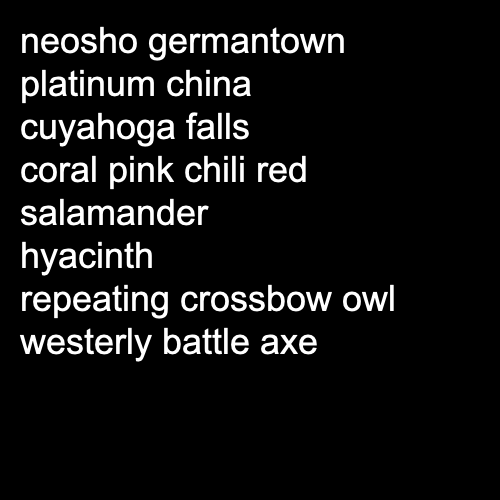 neosho germantown
platinum china
cuyahoga falls
coral pink chili red
salamander
hyacinth
repeating crossbow owl
westerly battle axe